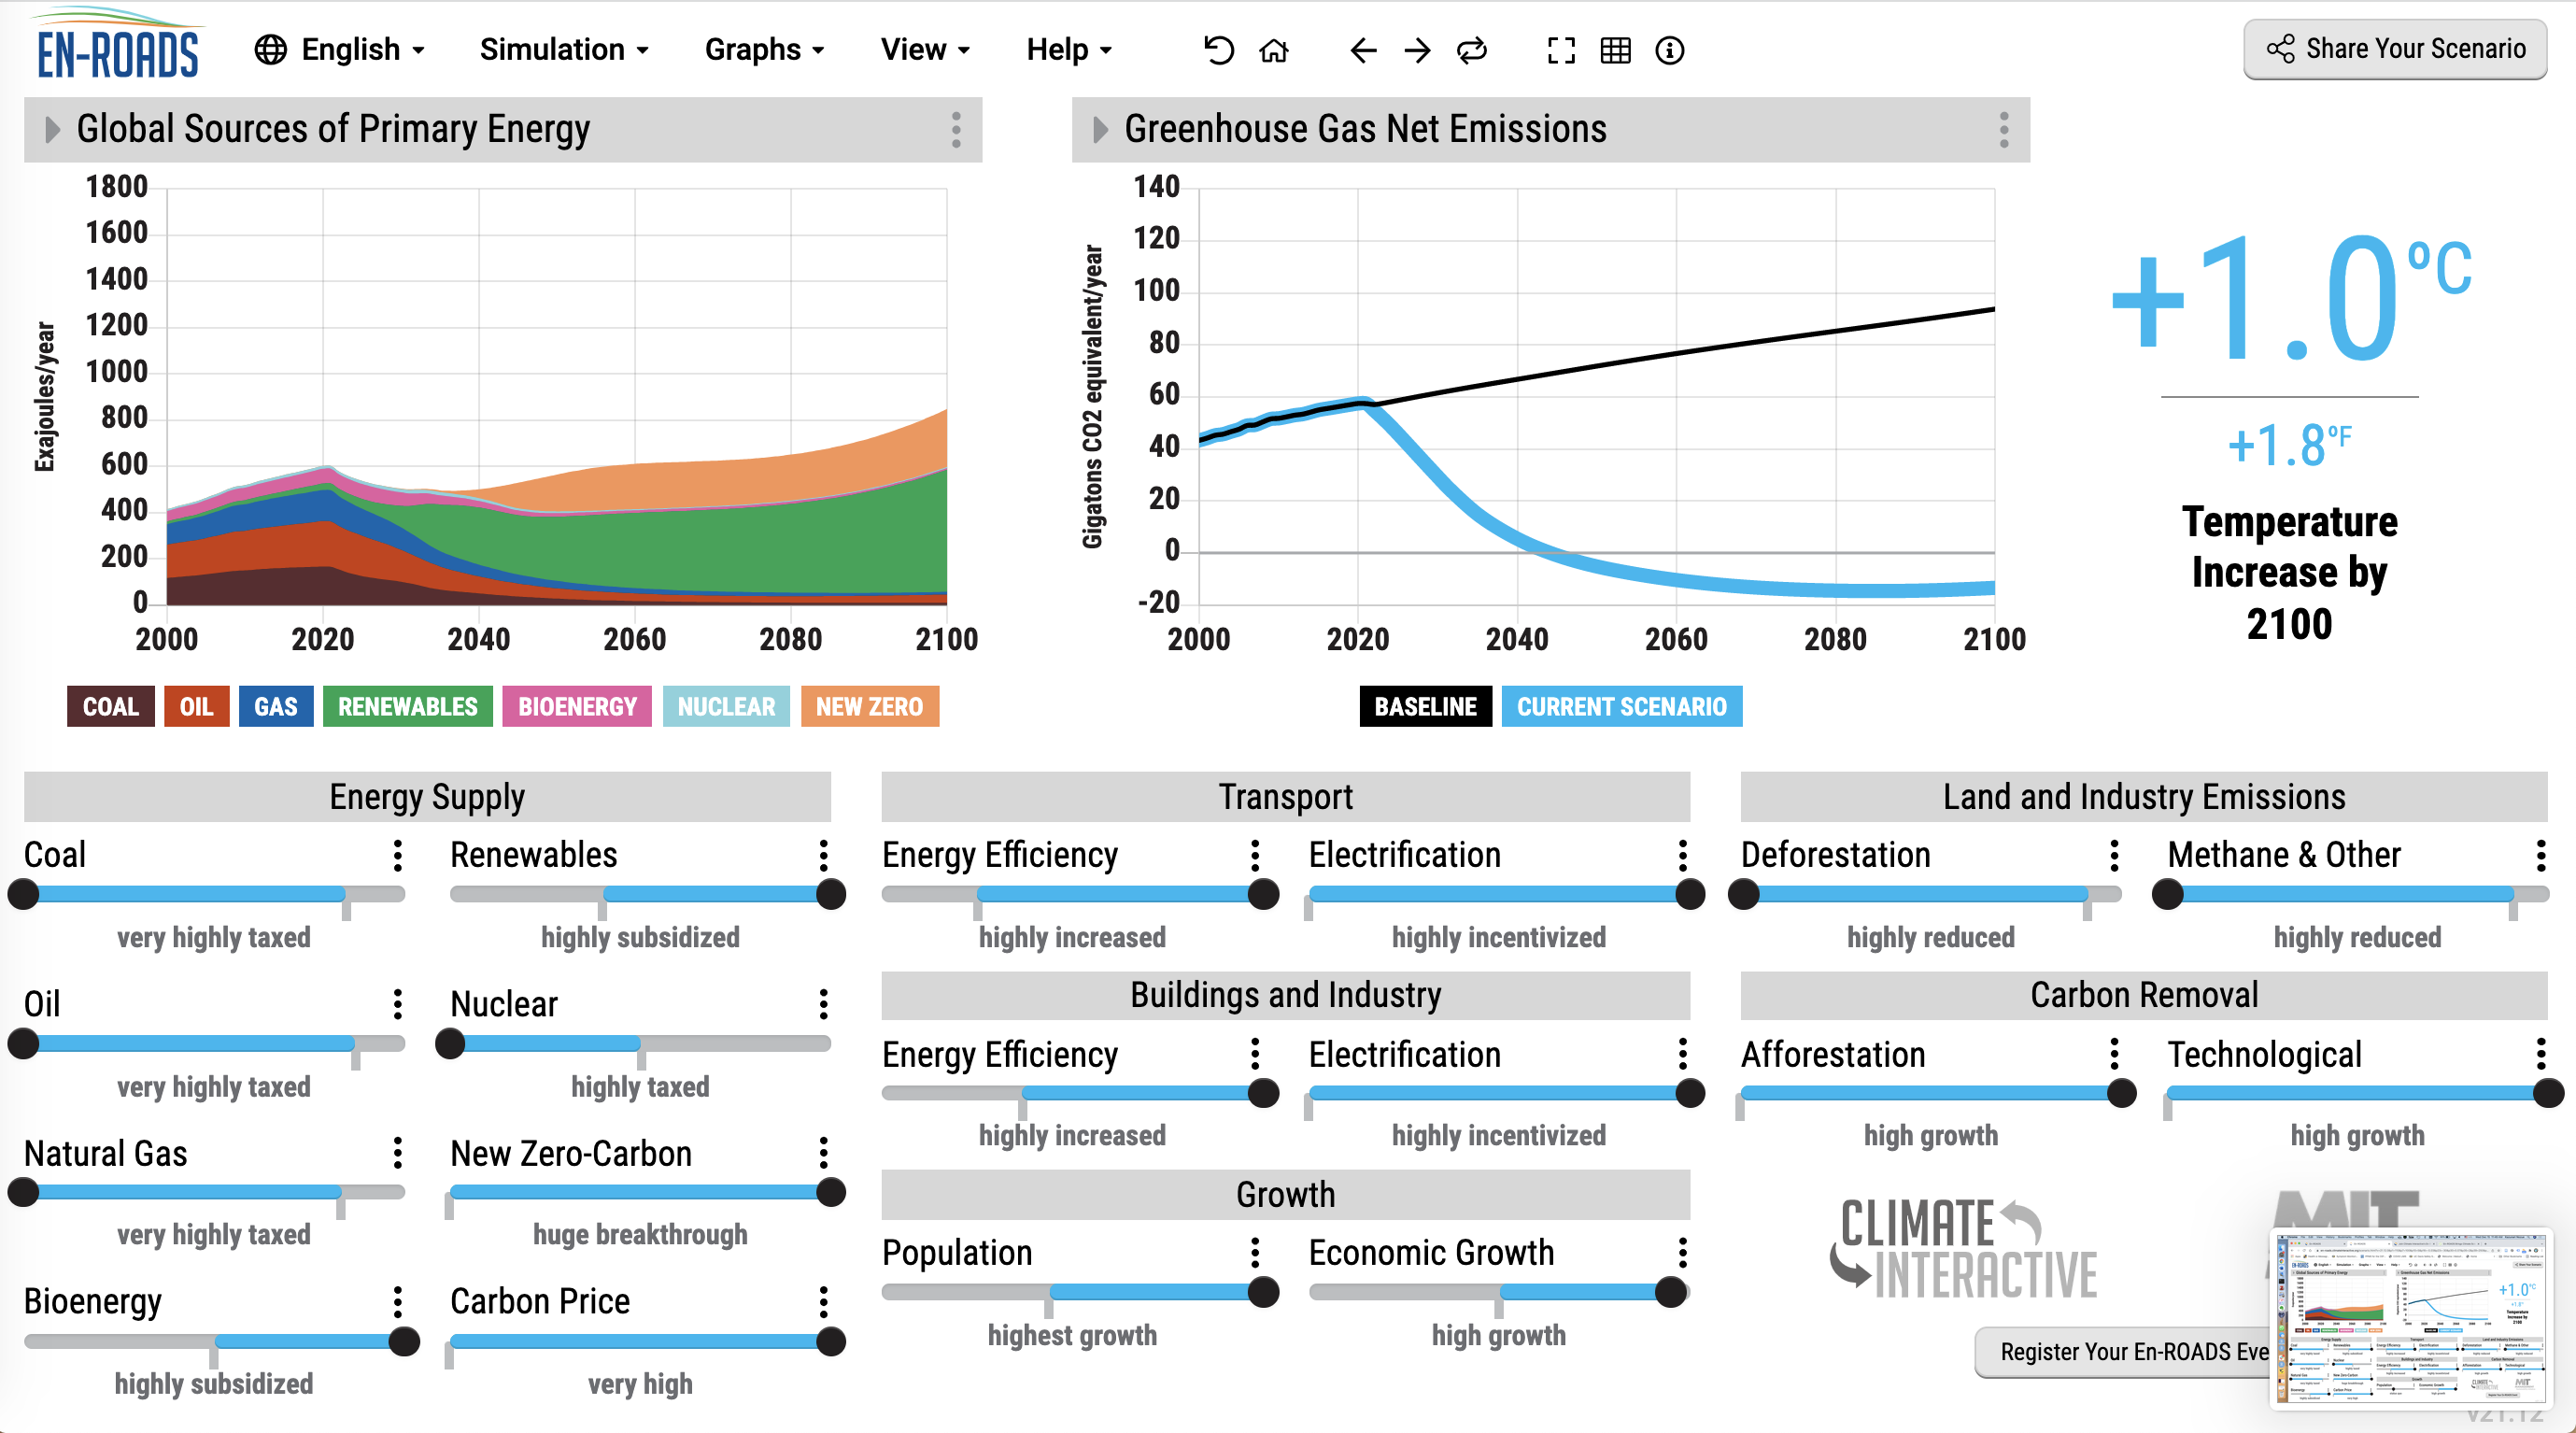 EN-ROADS
English
Simulation
Graphs
View
Help
Share Your Scenario
Global Sources of Primary Energy
Exajoules/year
1800
1600
1400
1200
1000
800
600
400
200
0
2000 2020 2040 2060 2080 2100
COAL OIL GAS RENEWABLES BIOENERGY NUCLEAR NEW ZERO
Greenhouse Gas Net Emissions
Gigatons CO2 equivalent/year
140
120
100
80
60
40
20
0
-20
2000 2020 2040 2060 2080 2100
BASELINE CURRENT SCENARIO
+1.0°C
+1.8°F
Temperature
Increase by
2100
Energy Supply
Coal
very highly taxed
Renewables
highly subsidized
Oil
very highly taxed
Nuclear
highly taxed
Natural Gas
very highly taxed
New Zero-Carbon
huge breakthrough
Bioenergy
highly subsidized
Carbon Price
very high
Transport
Energy Efficiency
highly increased
Electrification
highly incentivized
Buildings and Industry
Energy Efficiency
highly increased
Electrification
highly incentivized
Growth
Population
highest growth
Economic Growth
high growth
Land and Industry Emissions
Deforestation
highly reduced
Methane & Other
highly reduced
Carbon Removal
Afforestation
high growth
Technological
high growth
CLIMATE
INTERACTIVE
MIT
Register Your En-ROADS Eve
v21.12